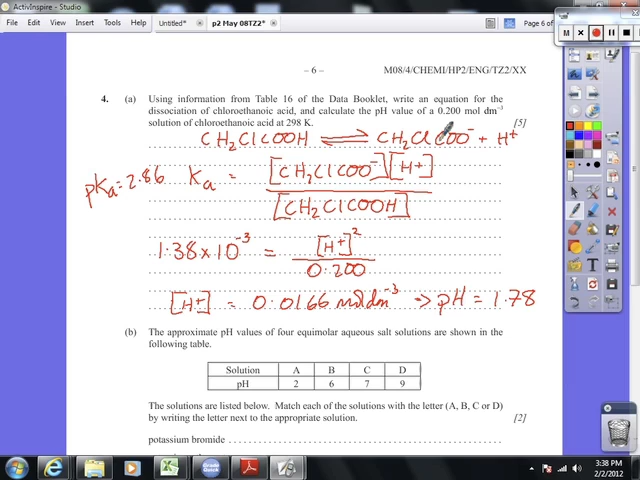 ActivInspire - Studio
File Edit View Insert Tools Help
Untitled* p2 May 08TZ2*
Page 6 of
– 6 – M08/4/CHEMI/HP2/ENG/TZ2/XX
4. (a) Using information from Table 16 of the Data Booklet, write an equation for the
dissociation of chloroethanoic acid, and calculate the pH value of a 0.200 mol dm⁻³
solution of chloroethanoic acid at 298 K. [5]
CH₂ClCOOH ⇌ CH₂ClCOO⁻ + H⁺
pKa = 2.86 Ka = [CH₂ClCOO⁻][H⁺]
[CH₂ClCOOH]
1.38 × 10⁻³ = [H⁺]²
0.200
[H⁺] = 0.0166 mol dm⁻³ ⇒ pH = 1.78
(b) The approximate pH values of four equimolar aqueous salt solutions are shown in the
following table.
Solution A B C D
pH 2 6 7 9
The solutions are listed below. Match each of the solutions with the letter (A, B, C or D)
by writing the letter next to the appropriate solution. [2]
potassium bromide
3:38 PM
2/2/2012